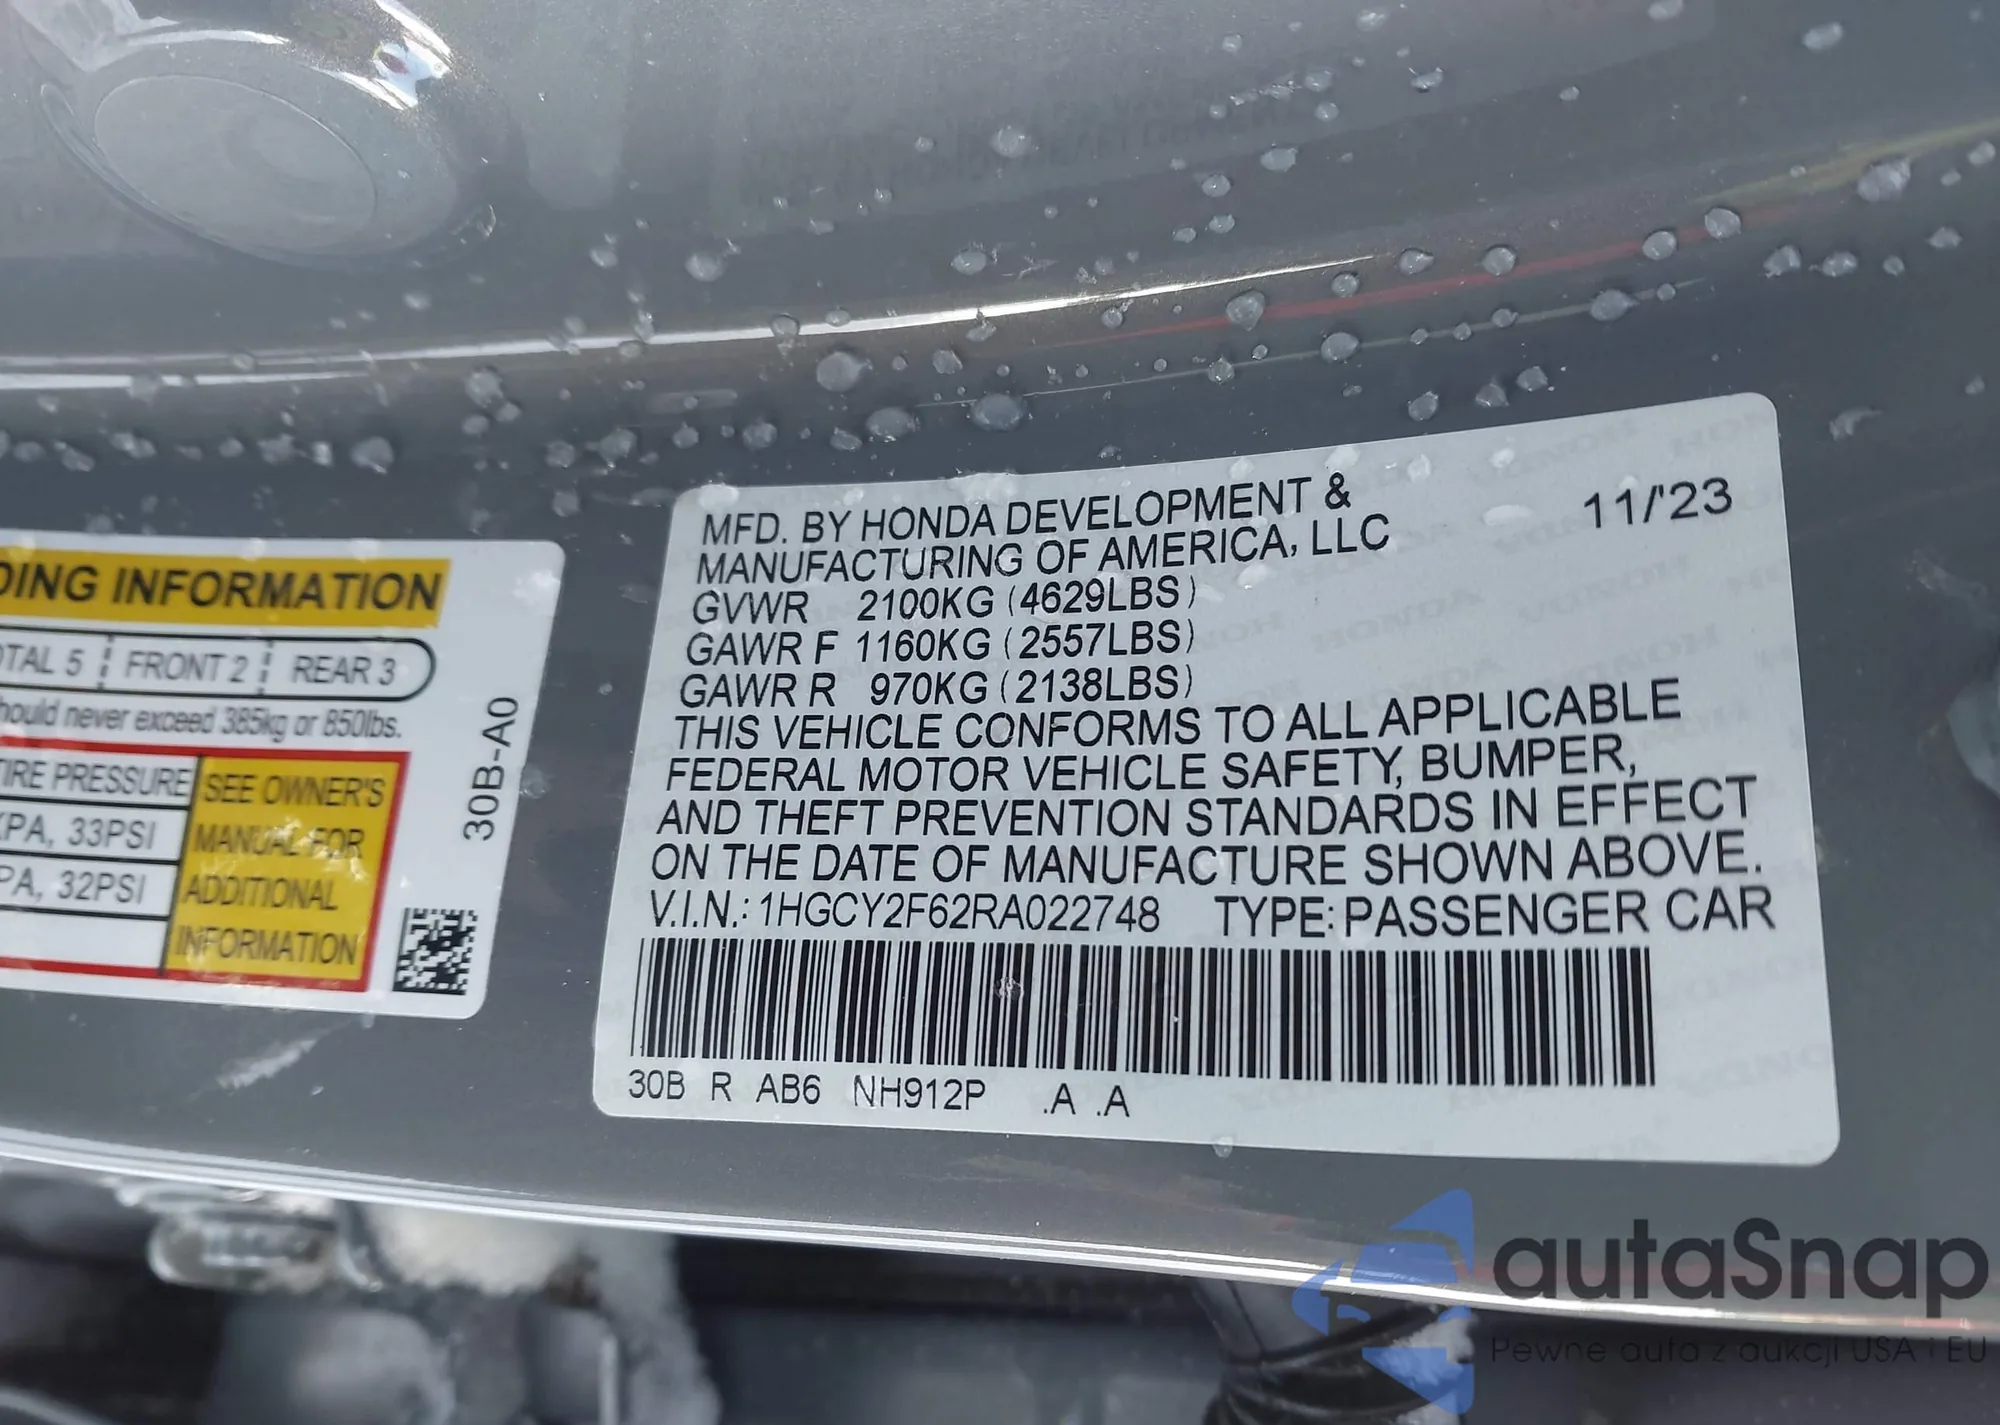 DING INFORMATION
OTAL 5 FRONT 2 REAR 3
hould never exceed 385kg or 850lbs.
TIRE PRESSURE
KPA, 33PSI
PA, 32PSI
SEE OWNER'S
MANUAL FOR
ADDITIONAL
INFORMATION
30B-A0
MFD. BY HONDA DEVELOPMENT &
MANUFACTURING OF AMERICA, LLC
11/'23
GVWR 2100KG (4629LBS)
GAWR F 1160KG (2557LBS)
GAWR R 970KG (2138LBS)
THIS VEHICLE CONFORMS TO ALL APPLICABLE
FEDERAL MOTOR VEHICLE SAFETY, BUMPER,
AND THEFT PREVENTION STANDARDS IN EFFECT
ON THE DATE OF MANUFACTURE SHOWN ABOVE.
V.I.N.: 1HGCY2F62RA022748 TYPE: PASSENGER CAR
30B R AB6 NH912P .A .A
autaSnap
Pewne auta z aukcji USA i EU